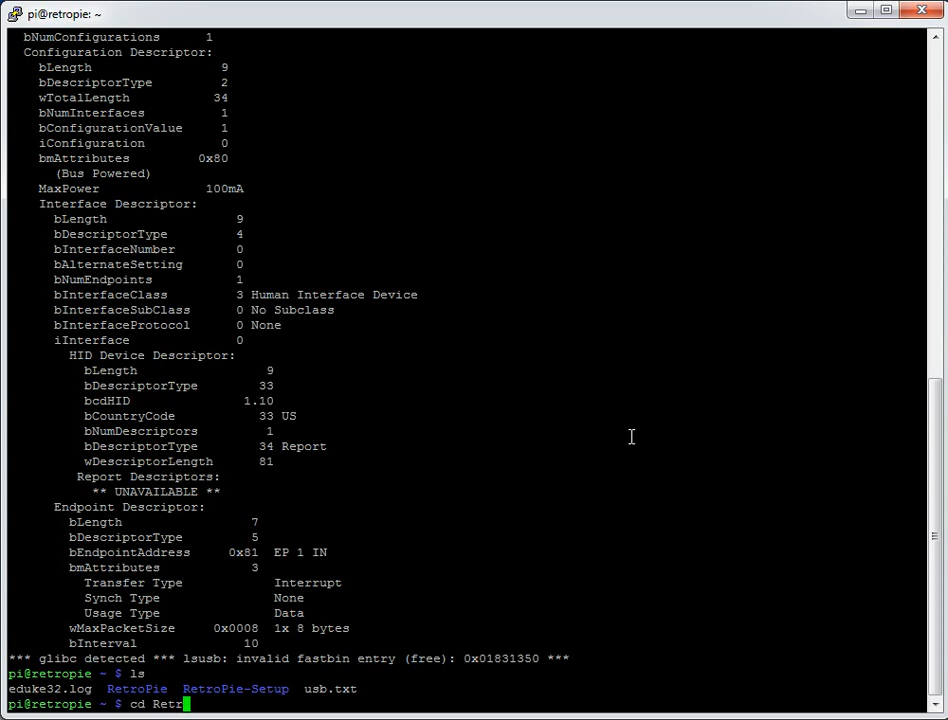 pi@retropie: ~
bNumConfigurations 1
Configuration Descriptor:
bLength 9
bDescriptorType 2
wTotalLength 34
bNumInterfaces 1
bConfigurationValue 1
iConfiguration 0
bmAttributes 0x80
(Bus Powered)
MaxPower 100mA
Interface Descriptor:
bLength 9
bDescriptorType 4
bInterfaceNumber 0
bAlternateSetting 0
bNumEndpoints 1
bInterfaceClass 3 Human Interface Device
bInterfaceSubClass 0 No Subclass
bInterfaceProtocol 0 None
iInterface 0
HID Device Descriptor:
bLength 9
bDescriptorType 33
bcdHID 1.10
bCountryCode 33 US
bNumDescriptors 1
bDescriptorType 34 Report
wDescriptorLength 81
Report Descriptors:
** UNAVAILABLE **
Endpoint Descriptor:
bLength 7
bDescriptorType 5
bEndpointAddress 0x81 EP 1 IN
bmAttributes 3
Transfer Type Interrupt
Synch Type None
Usage Type Data
wMaxPacketSize 0x0008 1x 8 bytes
bInterval 10
*** glibc detected *** lsusb: invalid fastbin entry (free): 0x01831350 ***
pi@retropie ~ $ ls
eduke32.log RetroPie RetroPie-Setup usb.txt
pi@retropie ~ $ cd Retr